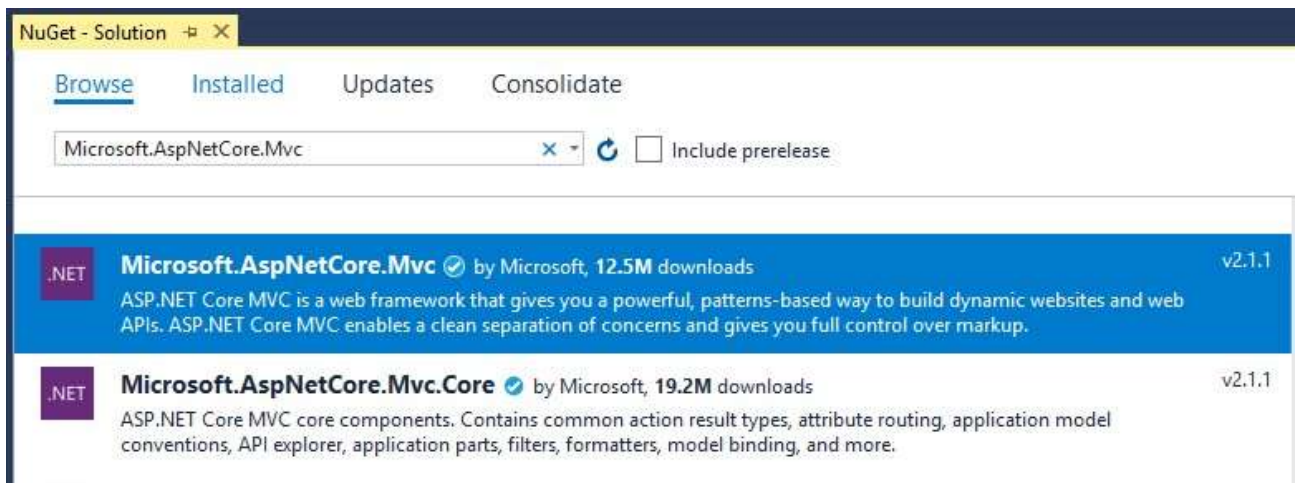 NuGet - Solution
Browse Installed Updates Consolidate
Microsoft.AspNetCore.Mvc Include prerelease
.NET Microsoft.AspNetCore.Mvc by Microsoft, 12.5M downloads v2.1.1
ASP.NET Core MVC is a web framework that gives you a powerful, patterns-based way to build dynamic websites and web
APIs. ASP.NET Core MVC enables a clean separation of concerns and gives you full control over markup.
.NET Microsoft.AspNetCore.Mvc.Core by Microsoft, 19.2M downloads v2.1.1
ASP.NET Core MVC core components. Contains common action result types, attribute routing, application model
conventions, API explorer, application parts, filters, formatters, model binding, and more.